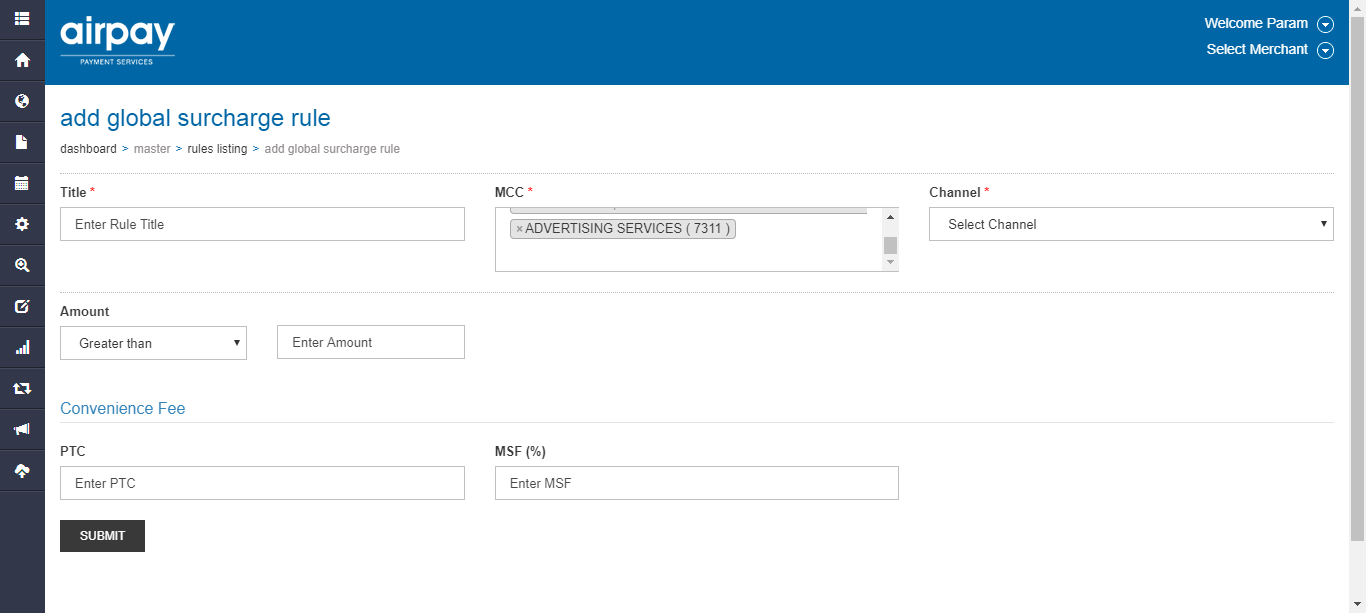 airpay
PAYMENT SERVICES
Welcome Param
Select Merchant
add global surcharge rule
dashboard > master > rules listing > add global surcharge rule
Title * MCC * Channel *
Enter Rule Title × ADVERTISING SERVICES ( 7311 ) Select Channel
Amount
Greater than Enter Amount
Convenience Fee
PTC MSF (%)
Enter PTC Enter MSF
SUBMIT